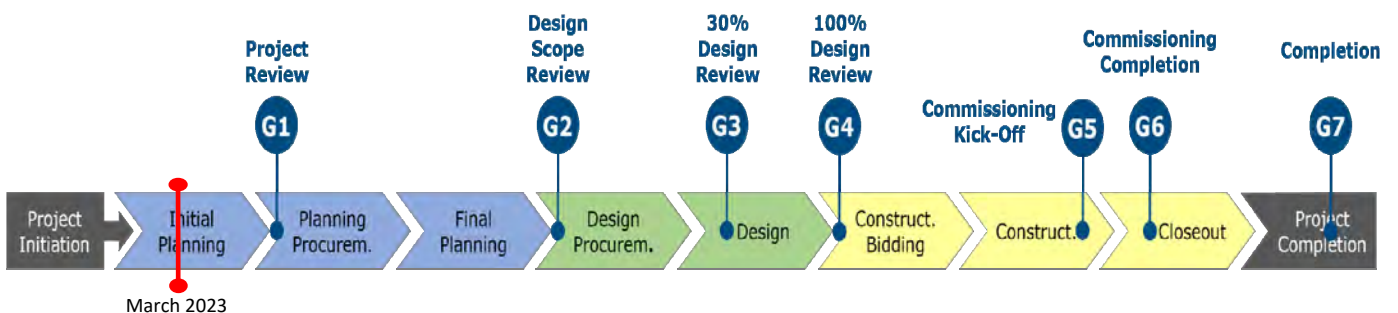 Project
Review
Design
Scope
Review
30%
Design
Review
100%
Design
Review
Commissioning
Kick-Off
Commissioning
Completion
Completion
G1
G2
G3
G4
G5
G6
G7
Project
Initiation
Initial
Planning
Planning
Procurem.
Final
Planning
Design
Procurem.
Design
Construct.
Bidding
Construct.
Closeout
Project
Completion
March 2023